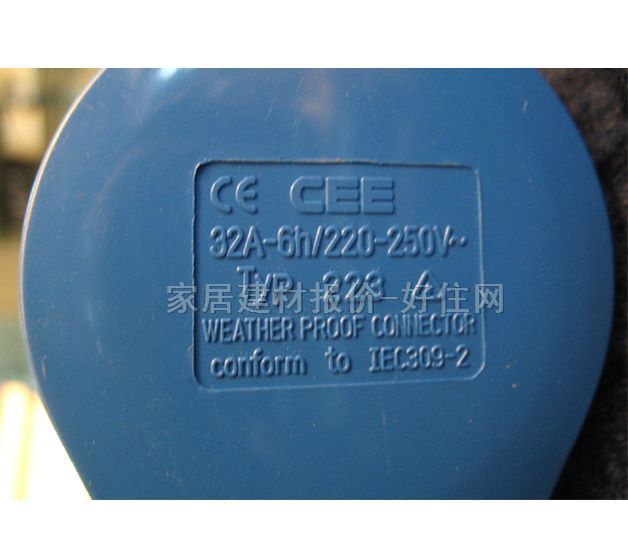 CE CEE
32A-6h/220-250V~
Typ 223
WEATHER PROOF CONNECTOR
conform to IEC309-2
家居建材报价-好住网